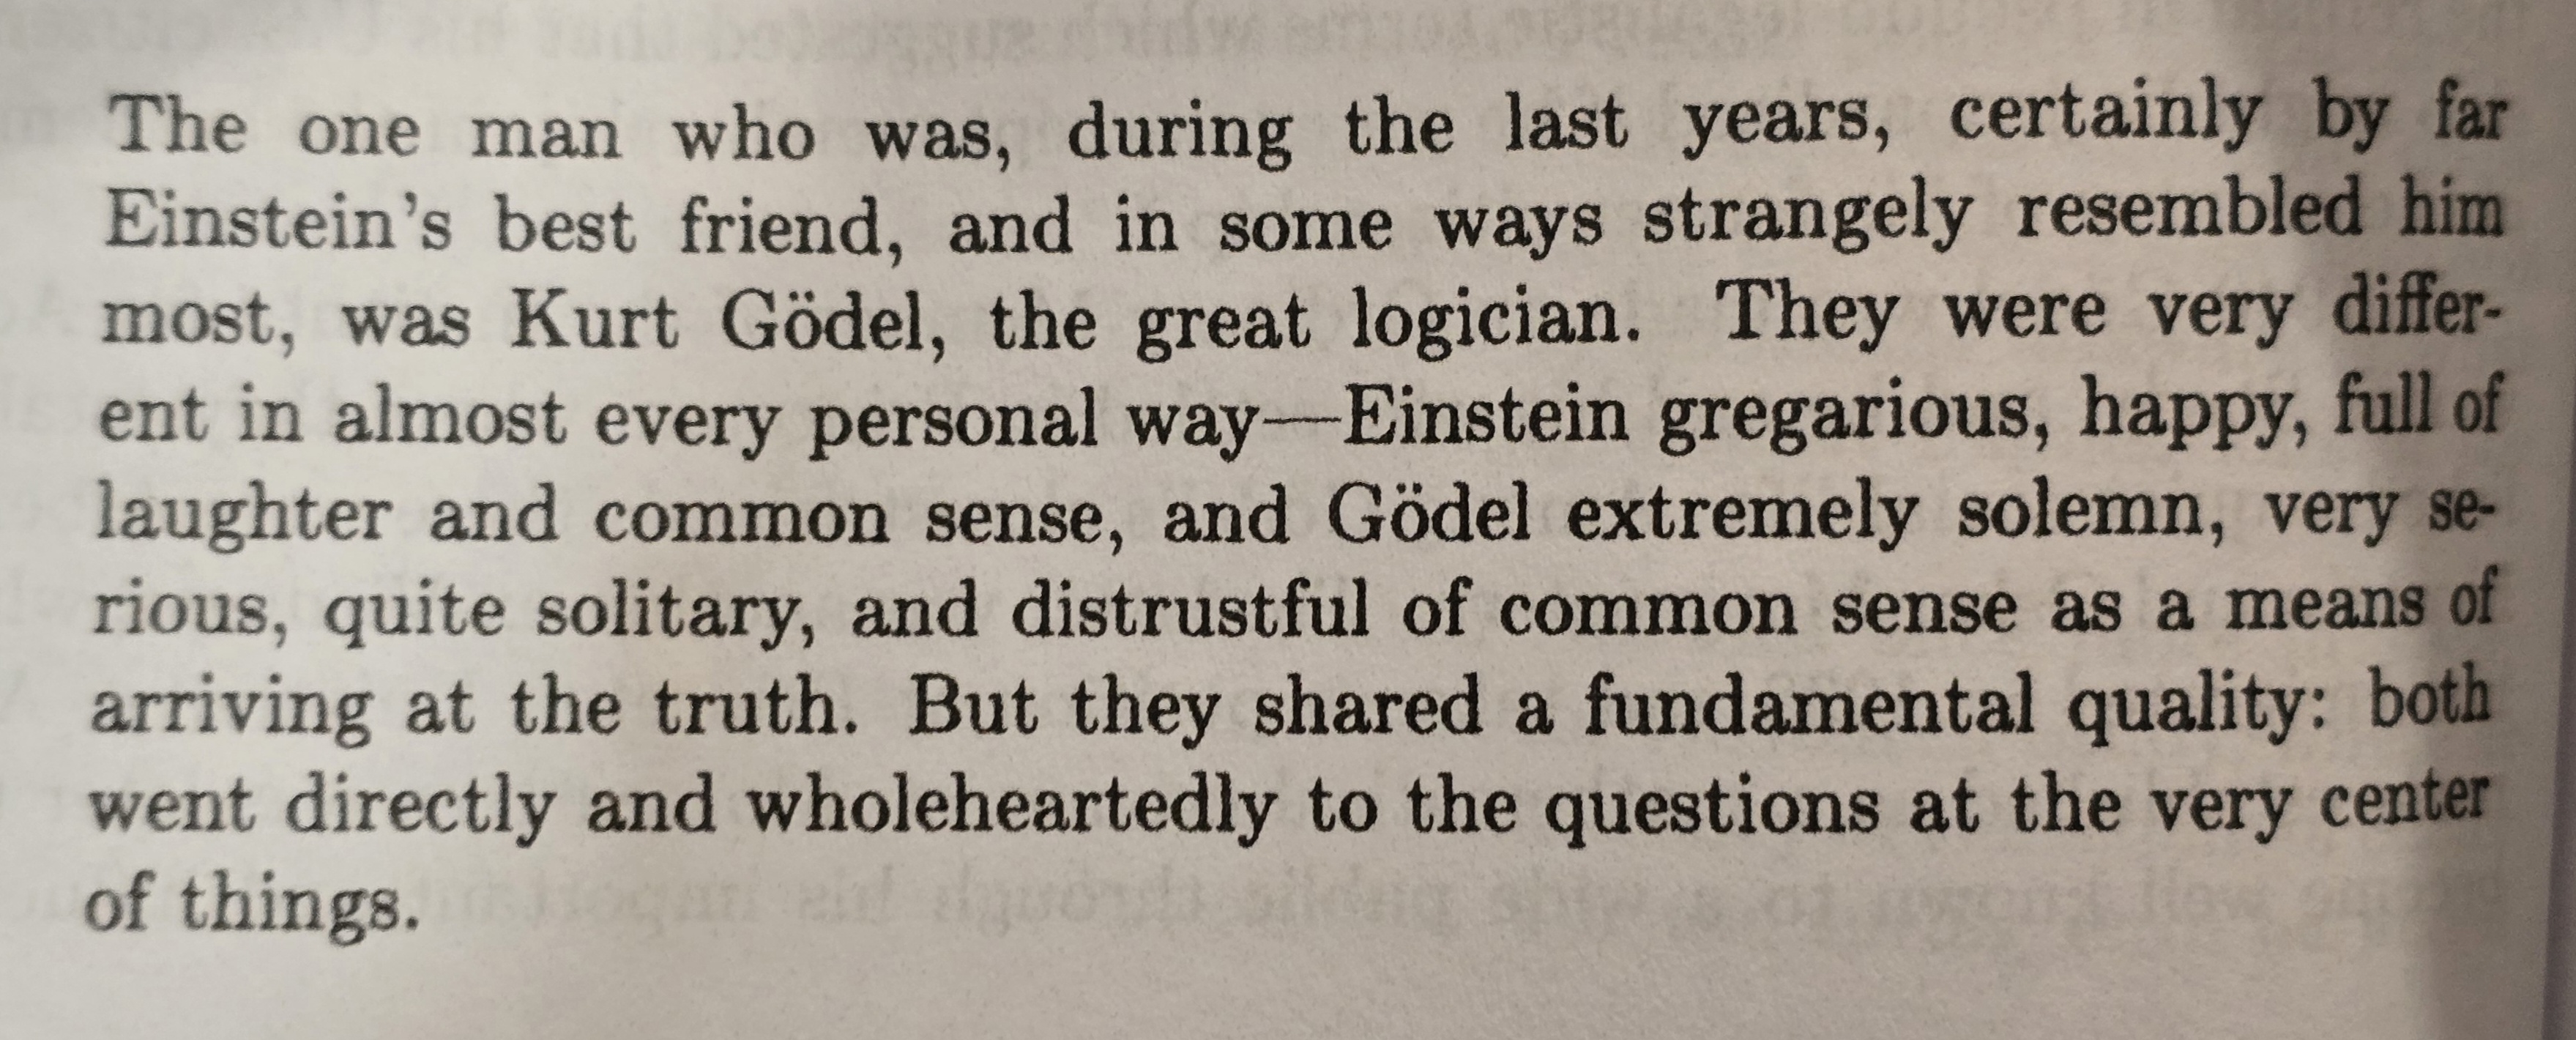 The one man who was, during the last years, certainly by far
Einstein's best friend, and in some ways strangely resembled him
most, was Kurt Gödel, the great logician. They were very differ-
ent in almost every personal way—Einstein gregarious, happy, full of
laughter and common sense, and Gödel extremely solemn, very se-
rious, quite solitary, and distrustful of common sense as a means of
arriving at the truth. But they shared a fundamental quality: both
went directly and wholeheartedly to the questions at the very center
of things.